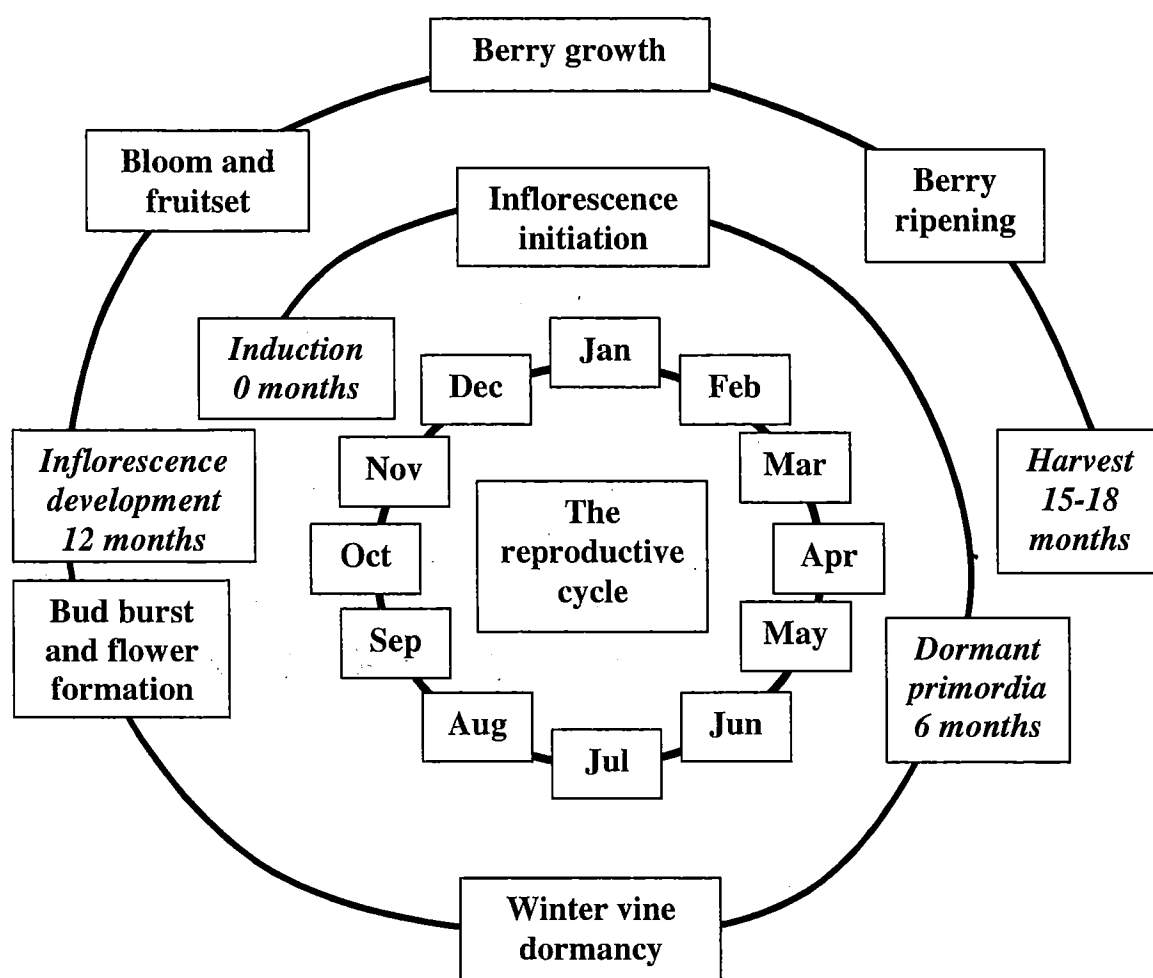 Berry growth
Bloom and
fruitset
Berry
ripening
Inflorescence
initiation
Induction
0 months
Jan
Dec
Feb
Nov
Mar
Inflorescence
development
12 months
Harvest
15-18
months
The
reproductive
cycle
Oct
Apr
Bud burst
and flower
formation
Sep
May
Dormant
primordia
6 months
Aug
Jun
Jul
Winter vine
dormancy